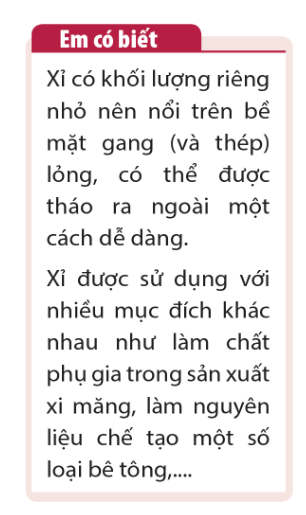 Em có biết
Xỉ có khối lượng riêng
nhỏ nên nổi trên bề
mặt gang (và thép)
lỏng, có thể được
tháo ra ngoài một
cách dễ dàng.
Xỉ được sử dụng với
nhiều mục đích khác
nhau như làm chất
phụ gia trong sản xuất
xi măng, làm nguyên
liệu chế tạo một số
loại bê tông,....